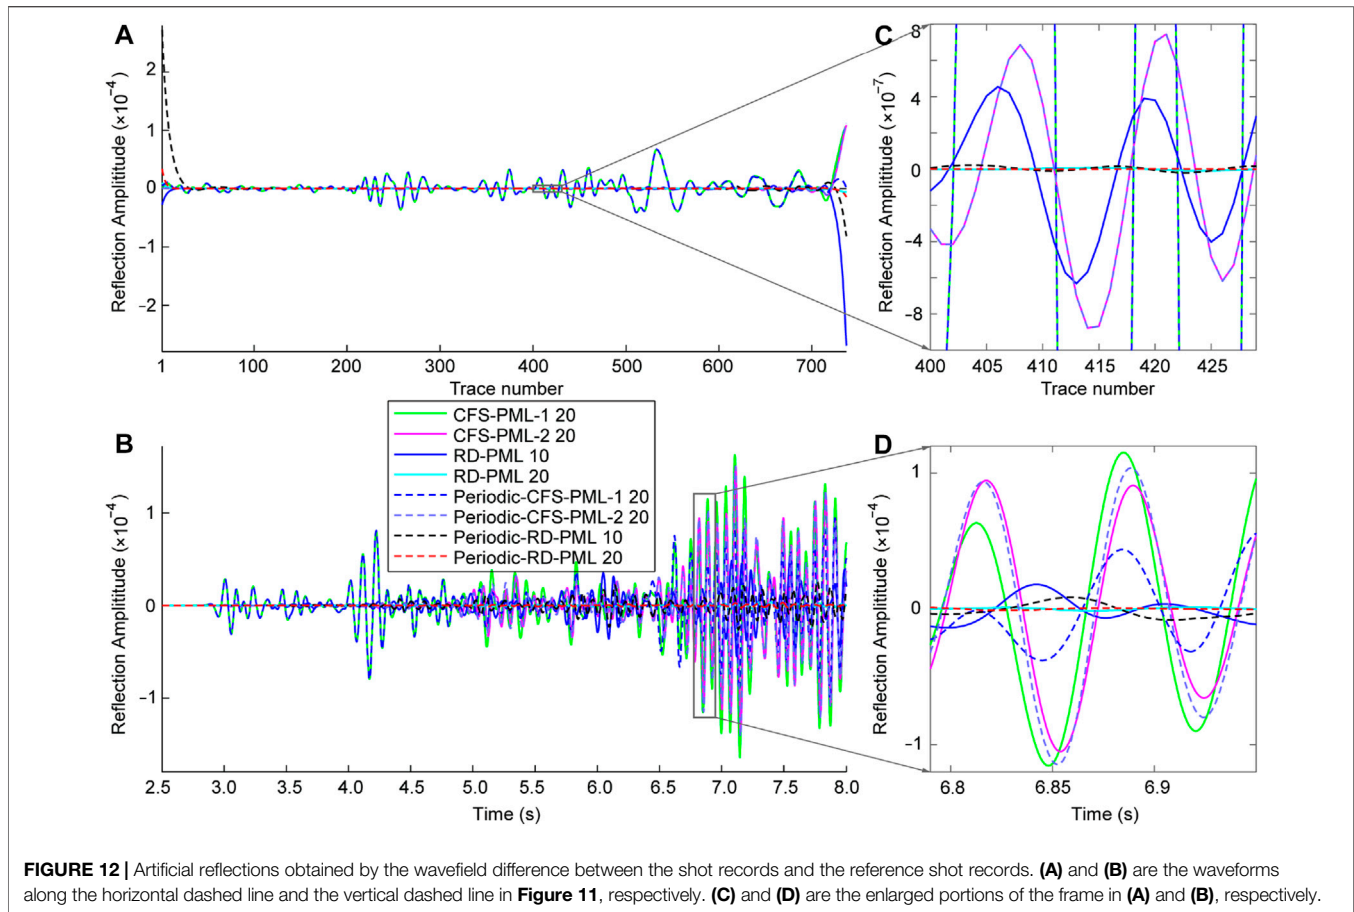 A
Reflection Amplitiude (×10⁻⁴)
2
1
0
−1
−2
1
100
200
300
400
500
600
700
Trace number
C
Reflection Amplitiude (×10⁻⁷)
8
4
0
−4
−8
400
405
410
415
420
425
Trace number
CFS-PML-1 20
CFS-PML-2 20
RD-PML 10
RD-PML 20
Periodic-CFS-PML-1 20
Periodic-CFS-PML-2 20
Periodic-RD-PML 10
Periodic-RD-PML 20
B
Reflection Amplitiude (×10⁻⁴)
1
0
−1
2.5
3.0
3.5
4.0
4.5
5.0
5.5
6.0
6.5
7.0
7.5
8.0
Time (s)
D
Reflection Amplitiude (×10⁻⁴)
1
0
−1
6.8
6.85
6.9
Time (s)
FIGURE 12 | Artificial reflections obtained by the wavefield difference between the shot records and the reference shot records. (A) and (B) are the waveforms
along the horizontal dashed line and the vertical dashed line in Figure 11, respectively. (C) and (D) are the enlarged portions of the frame in (A) and (B), respectively.